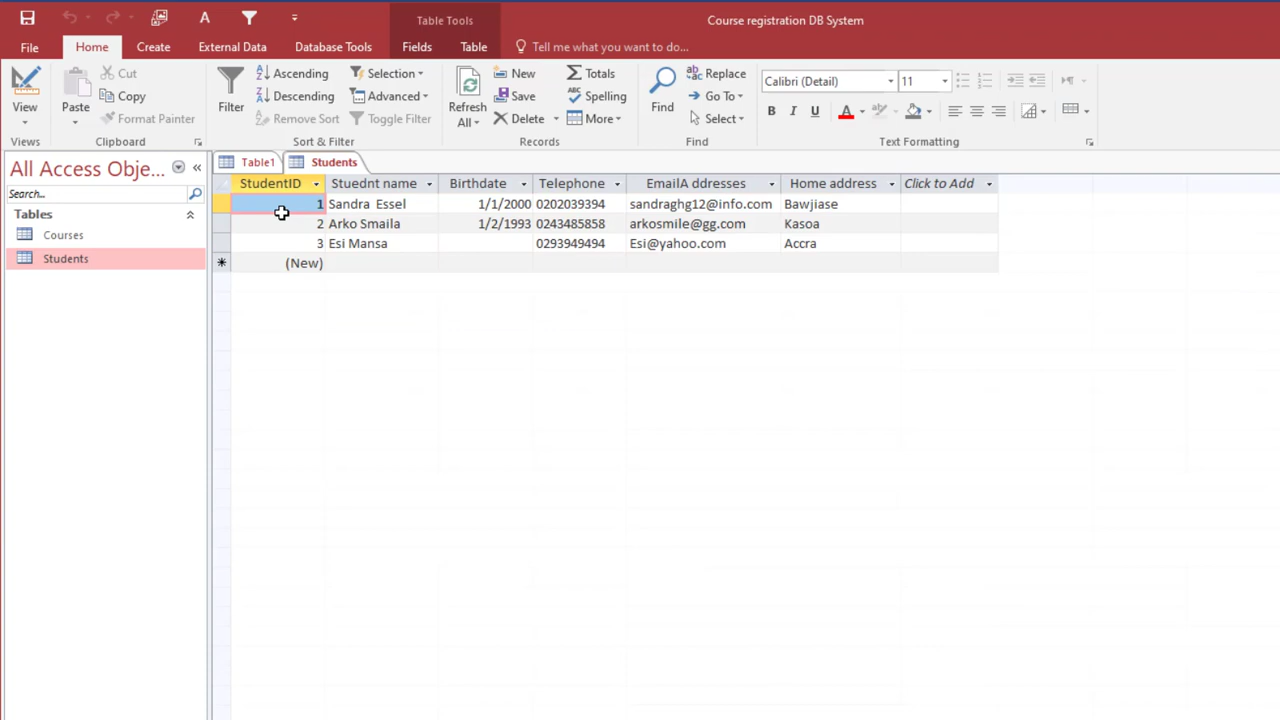 A
Table Tools
Course registration DB System
File
Home
Create
External Data
Database Tools
Fields
Table
Tell me what you want to do...
View
Paste
Cut
Copy
Format Painter
Filter
Ascending
Descending
Remove Sort
Selection
Advanced
Toggle Filter
Refresh All
New
Save
Delete
Totals
Spelling
More
Find
Replace
Go To
Select
Calibri (Detail)
11
B I U A
Views
Clipboard
Sort & Filter
Records
Find
Text Formatting
All Access Obje...
Search...
Tables
Courses
Students
Table1
Students
StudentID Stuednt name Birthdate Telephone EmailA ddresses Home address Click to Add
1 Sandra Essel 1/1/2000 0202039394 sandraghg12@info.com Bawjiase
2 Arko Smaila 1/2/1993 0243485858 arkosmile@gg.com Kasoa
3 Esi Mansa 0293949494 Esi@yahoo.com Accra
(New)